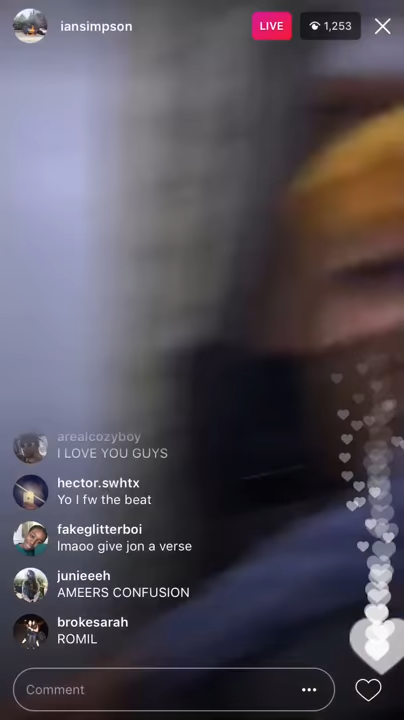 iansimpson
LIVE
1,253
arealcozyboy
I LOVE YOU GUYS
hector.swhtx
Yo I fw the beat
fakeglitterboi
lmaoo give jon a verse
junieeeh
AMEERS CONFUSION
brokesarah
ROMIL
Comment